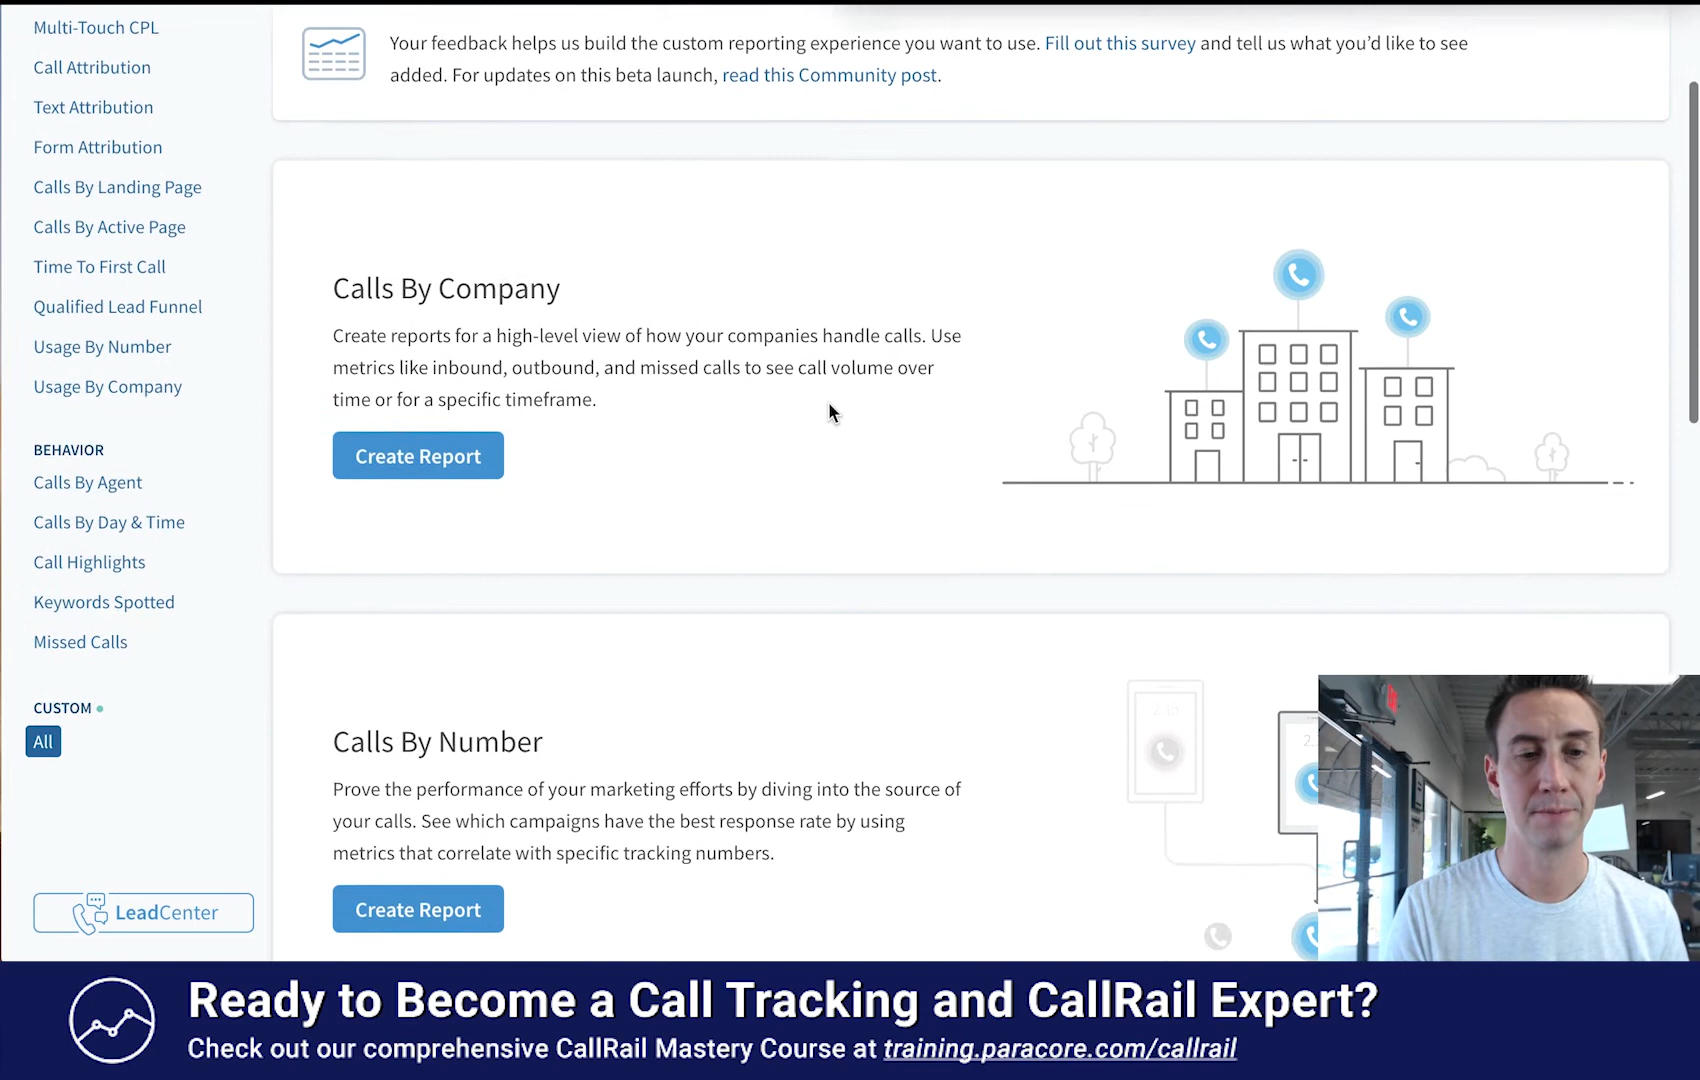 Multi-Touch CPL
Call Attribution
Text Attribution
Form Attribution
Calls By Landing Page
Calls By Active Page
Time To First Call
Qualified Lead Funnel
Usage By Number
Usage By Company
BEHAVIOR
Calls By Agent
Calls By Day & Time
Call Highlights
Keywords Spotted
Missed Calls
CUSTOM
All
LeadCenter
Your feedback helps us build the custom reporting experience you want to use. Fill out this survey and tell us what you'd like to see
added. For updates on this beta launch, read this Community post.
Calls By Company
Create reports for a high-level view of how your companies handle calls. Use
metrics like inbound, outbound, and missed calls to see call volume over
time or for a specific timeframe.
Create Report
Calls By Number
Prove the performance of your marketing efforts by diving into the source of
your calls. See which campaigns have the best response rate by using
metrics that correlate with specific tracking numbers.
Create Report
Ready to Become a Call Tracking and CallRail Expert?
Check out our comprehensive CallRail Mastery Course at training.paracore.com/callrail